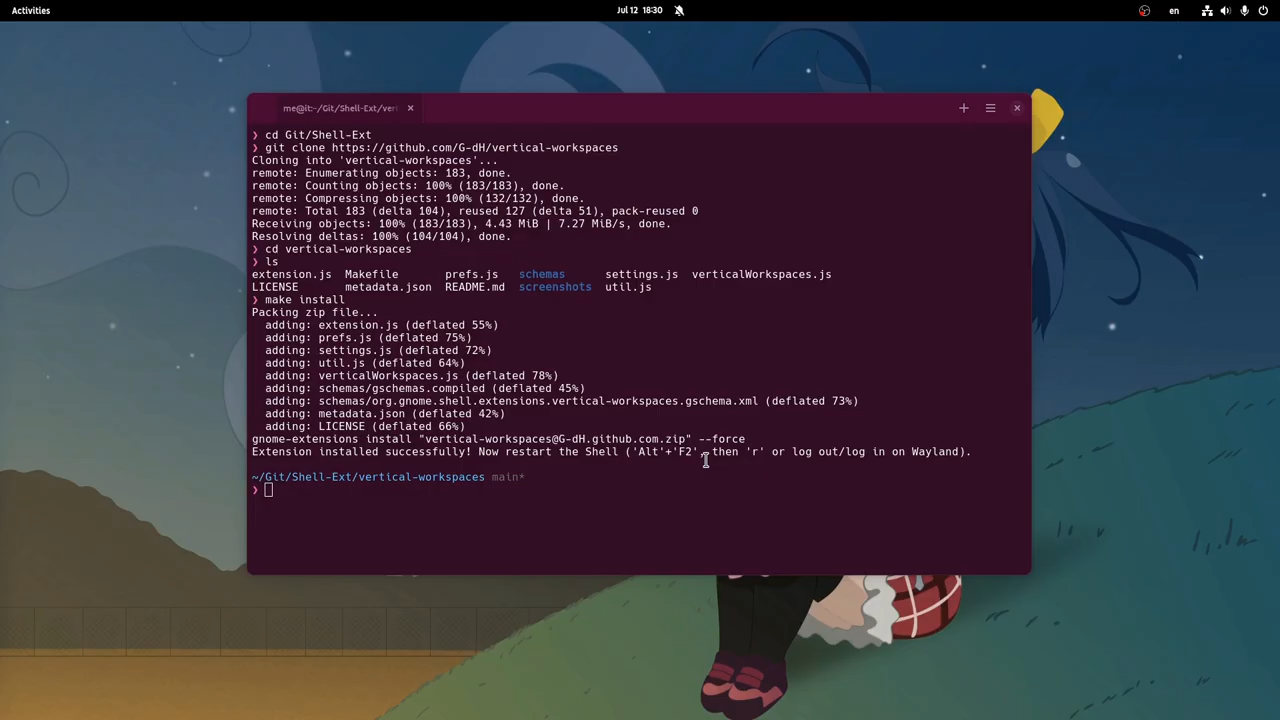 Activities
Jul 12 18:30
en
me@it:~/Git/Shell-Ext/ver
❯ cd Git/Shell-Ext
❯ git clone https://github.com/G-dH/vertical-workspaces
Cloning into 'vertical-workspaces'...
remote: Enumerating objects: 183, done.
remote: Counting objects: 100% (183/183), done.
remote: Compressing objects: 100% (132/132), done.
remote: Total 183 (delta 104), reused 127 (delta 51), pack-reused 0
Receiving objects: 100% (183/183), 4.43 MiB | 7.27 MiB/s, done.
Resolving deltas: 100% (104/104), done.
❯ cd vertical-workspaces
❯ ls
extension.js  Makefile       prefs.js   schemas      settings.js  verticalWorkspaces.js
LICENSE       metadata.json  README.md  screenshots  util.js
❯ make install
Packing zip file...
  adding: extension.js (deflated 55%)
  adding: prefs.js (deflated 75%)
  adding: settings.js (deflated 72%)
  adding: util.js (deflated 64%)
  adding: verticalWorkspaces.js (deflated 78%)
  adding: schemas/gschemas.compiled (deflated 45%)
  adding: schemas/org.gnome.shell.extensions.vertical-workspaces.gschema.xml (deflated 73%)
  adding: metadata.json (deflated 42%)
  adding: LICENSE (deflated 66%)
gnome-extensions install "vertical-workspaces@G-dH.github.com.zip" --force
Extension installed successfully! Now restart the Shell ('Alt'+'F2', then 'r' or log out/log in on Wayland).
~/Git/Shell-Ext/vertical-workspaces main*
❯